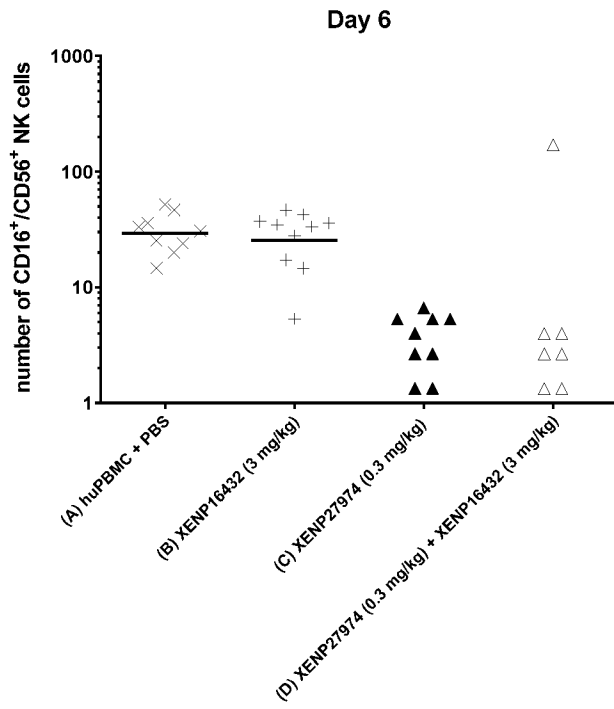 Day 6
number of CD16⁺/CD56⁺ NK cells
1000
100
10
1
(A) huPBMC + PBS
(B) XENP16432 (3 mg/kg)
(C) XENP27974 (0.3 mg/kg)
(D) XENP27974 (0.3 mg/kg) + XENP16432 (3 mg/kg)